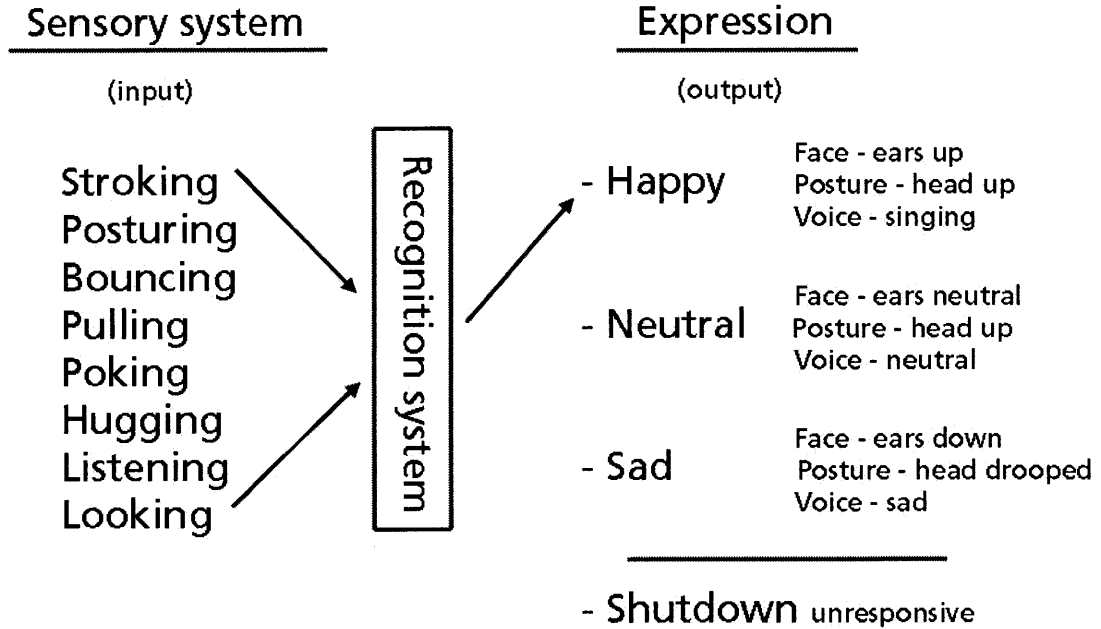 Sensory system
(input)
Stroking
Posturing
Bouncing
Pulling
Poking
Hugging
Listening
Looking
Recognition system
Expression
(output)
- Happy
Face - ears up
Posture - head up
Voice - singing
- Neutral
Face - ears neutral
Posture - head up
Voice - neutral
- Sad
Face - ears down
Posture - head drooped
Voice - sad
- Shutdown unresponsive